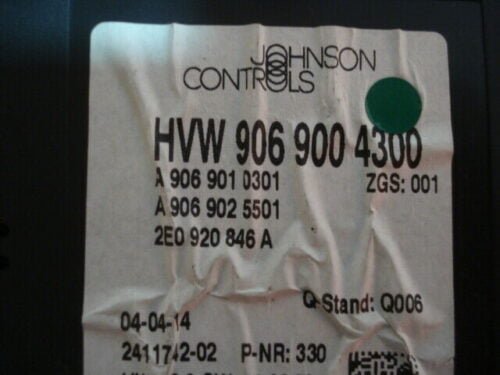 JOHNSON
CONTROLS
HVW 906 900 4300
A 906 901 0301 ZGS: 001
A 906 902 5501
2E0 920 846 A
Q-Stand: Q006
04-04-14
2411742-02 P-NR: 330